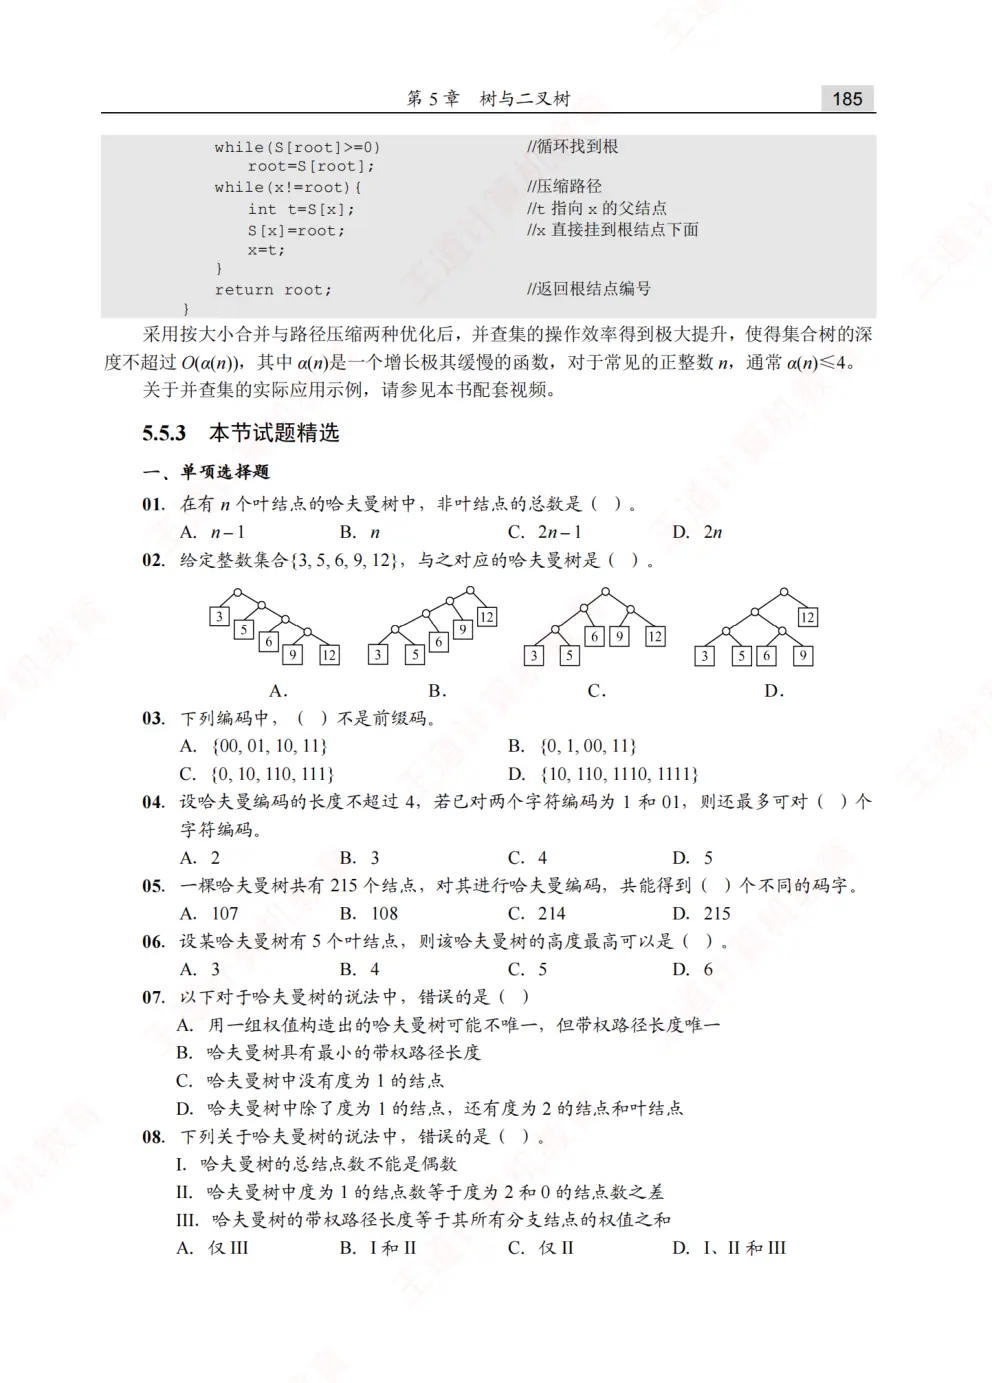 第 5 章 树与二叉树 185
while(S[root]>=0) //循环找到根
root=S[root];
while(x!=root){ //压缩路径
int t=S[x]; //t 指向 x 的父结点
S[x]=root; //x 直接挂到根结点下面
x=t;
}
return root; //返回根结点编号
}
采用按大小合并与路径压缩两种优化后，并查集的操作效率得到极大提升，使得集合树的深
度不超过 O(α(n))，其中 α(n)是一个增长极其缓慢的函数，对于常见的正整数 n，通常 α(n)≤4。
关于并查集的实际应用示例，请参见本书配套视频。
5.5.3 本节试题精选
一、单项选择题
01. 在有 n 个叶结点的哈夫曼树中，非叶结点的总数是（ ）。
A. n−1 B. n C. 2n−1 D. 2n
02. 给定整数集合{3, 5, 6, 9, 12}，与之对应的哈夫曼树是（ ）。
3 5 6 9 12
3 5 6 9 12
3 5 6 9 12
3 5 6 9 12
A. B. C. D.
03. 下列编码中，（ ）不是前缀码。
A. {00, 01, 10, 11} B. {0, 1, 00, 11}
C. {0, 10, 110, 111} D. {10, 110, 1110, 1111}
04. 设哈夫曼编码的长度不超过 4，若已对两个字符编码为 1 和 01，则还最多可对（ ）个
字符编码。
A. 2 B. 3 C. 4 D. 5
05. 一棵哈夫曼树共有 215 个结点，对其进行哈夫曼编码，共能得到（ ）个不同的码字。
A. 107 B. 108 C. 214 D. 215
06. 设某哈夫曼树有 5 个叶结点，则该哈夫曼树的高度最高可以是（ ）。
A. 3 B. 4 C. 5 D. 6
07. 以下对于哈夫曼树的说法中，错误的是（ ）
A. 用一组权值构造出的哈夫曼树可能不唯一，但带权路径长度唯一
B. 哈夫曼树具有最小的带权路径长度
C. 哈夫曼树中没有度为 1 的结点
D. 哈夫曼树中除了度为 1 的结点，还有度为 2 的结点和叶结点
08. 下列关于哈夫曼树的说法中，错误的是（ ）。
I. 哈夫曼树的总结点数不能是偶数
II. 哈夫曼树中度为 1 的结点数等于度为 2 和 0 的结点数之差
III. 哈夫曼树的带权路径长度等于其所有分支结点的权值之和
A. 仅 III B. I 和 II C. 仅 II D. I、II 和 III